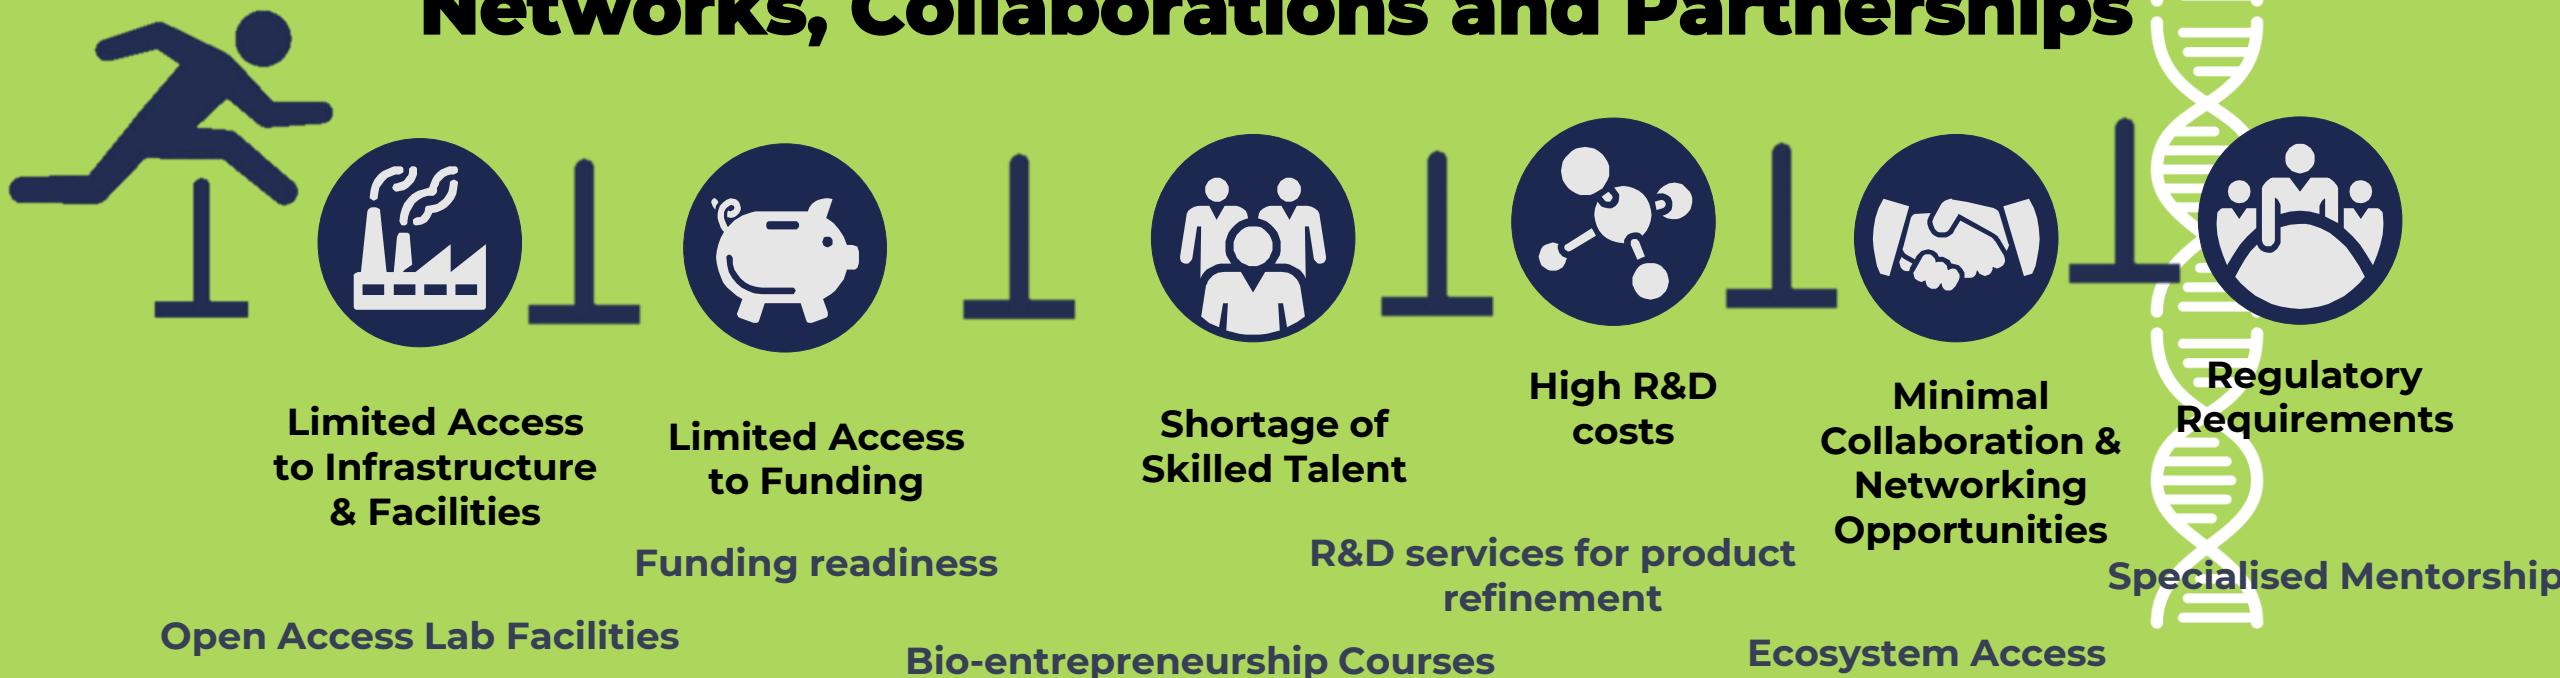 Networks, Collaborations and Partnerships
Limited Access
to Infrastructure
& Facilities
Limited Access
to Funding
Shortage of
Skilled Talent
High R&D
costs
Minimal
Collaboration &
Networking
Opportunities
Regulatory
Requirements
Open Access Lab Facilities
Funding readiness
Bio-entrepreneurship Courses
R&D services for product
refinement
Ecosystem Access
Specialised Mentorship